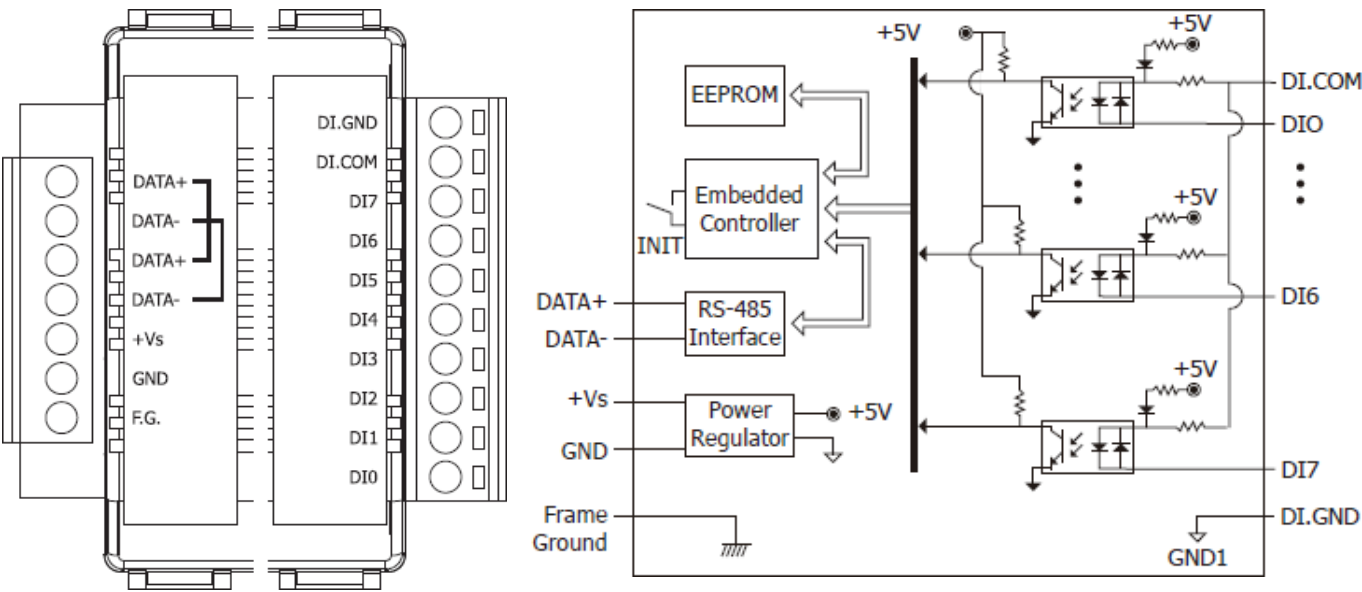 DI.GND
DI.COM
DI7
DI6
DI5
DI4
DI3
DI2
DI1
DI0
DATA+
DATA-
DATA+
DATA-
+Vs
GND
F.G.
+5V
+5V
EEPROM
DI.COM
DIO
Embedded
Controller
INIT
+5V
DI6
DATA+
DATA-
RS-485
Interface
+5V
+Vs
GND
Power
Regulator
+5V
DI7
Frame
Ground
DI.GND
GND1